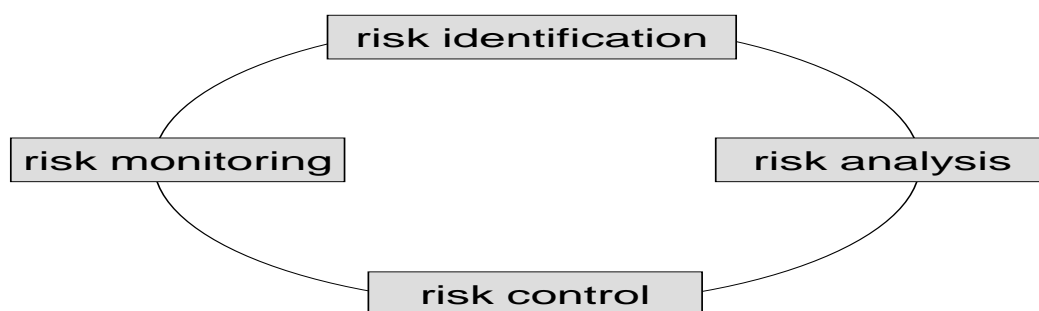 risk identification
risk monitoring
risk analysis
risk control